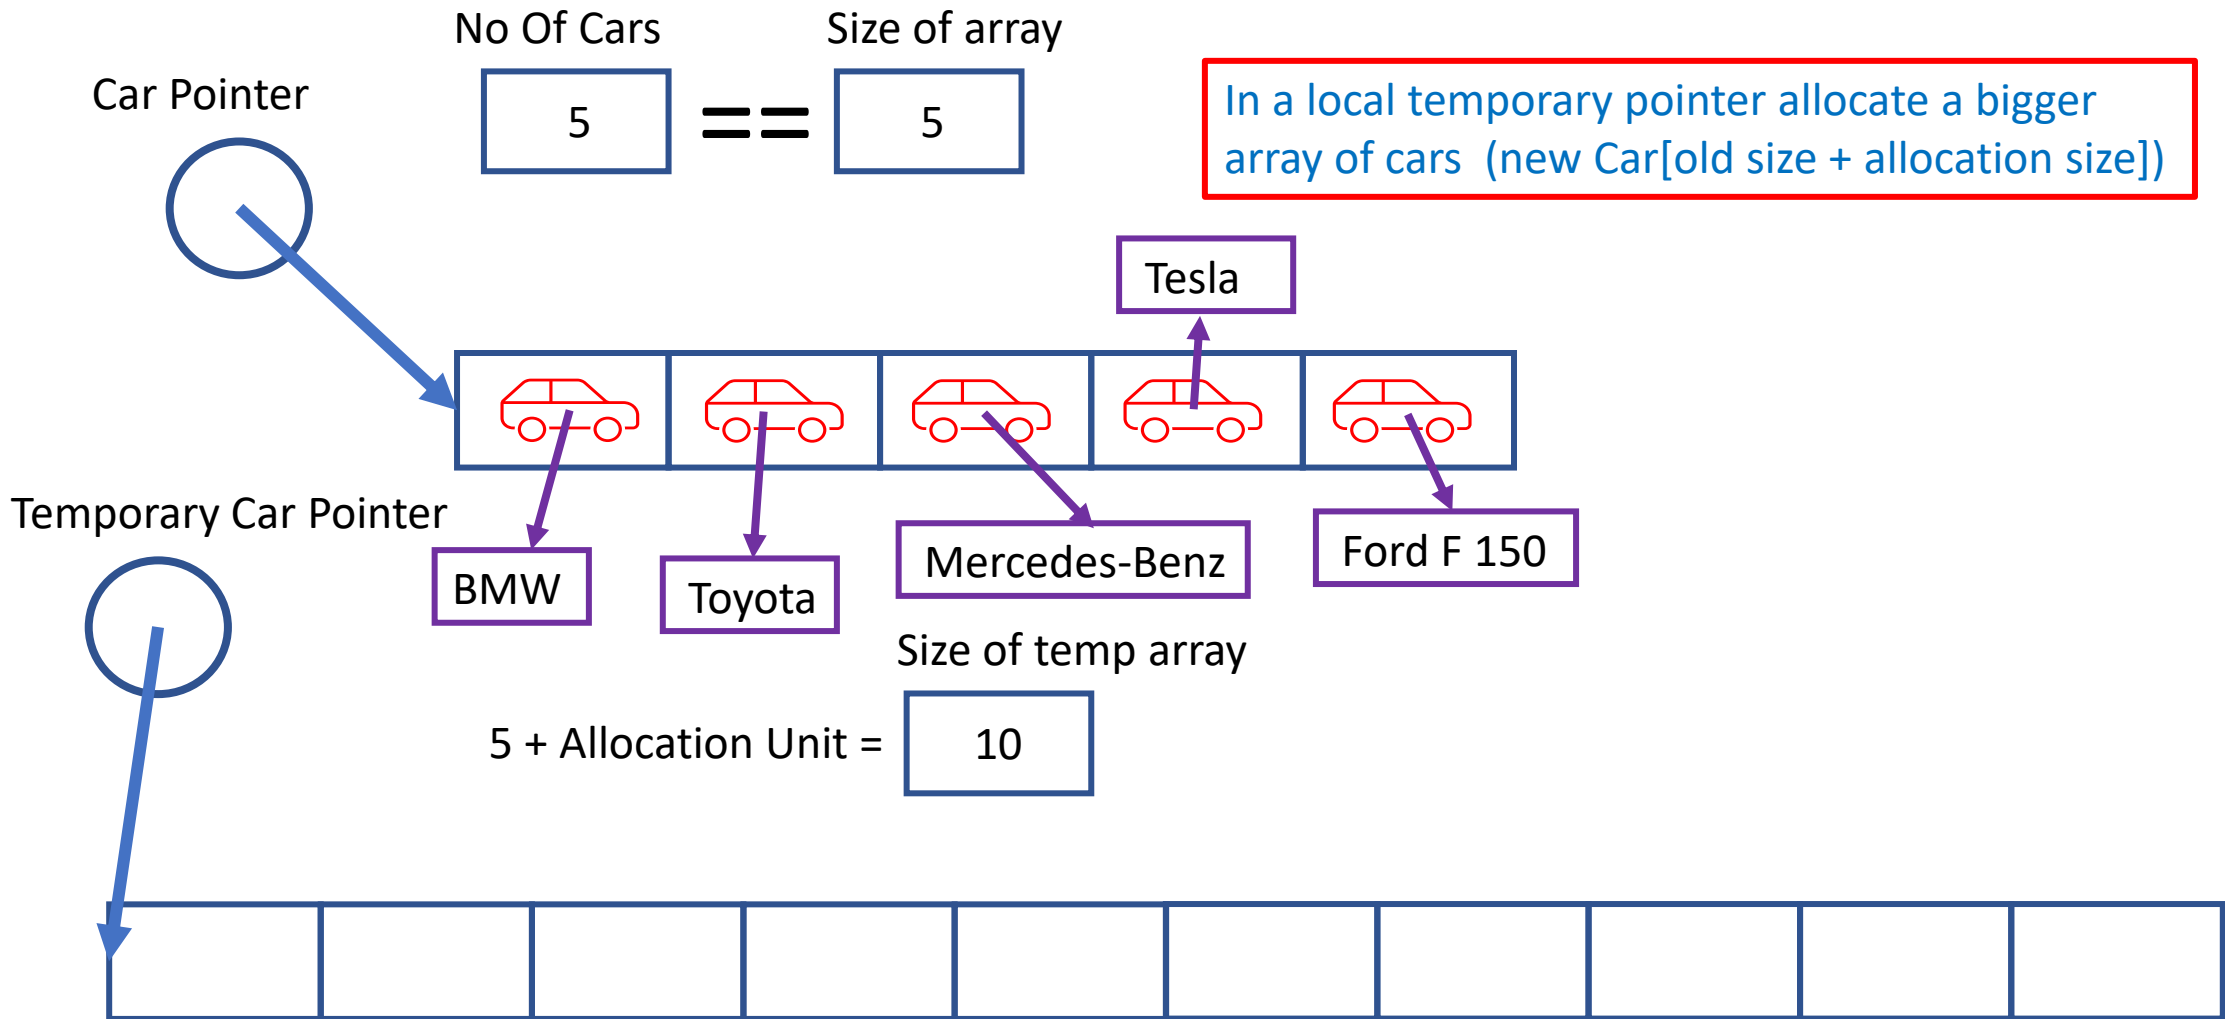 No Of Cars
Size of array
Car Pointer
5
==
5
In a local temporary pointer allocate a bigger
array of cars  (new Car[old size + allocation size])
Tesla
Temporary Car Pointer
BMW
Toyota
Mercedes-Benz
Ford F 150
Size of temp array
5 + Allocation Unit =
10